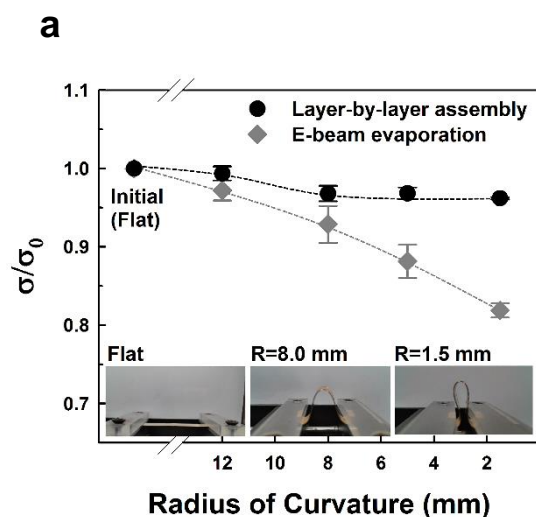 a
1.1
1.0
0.9
0.8
0.7
σ/σ0
Layer-by-layer assembly
E-beam evaporation
Initial
(Flat)
Flat
R=8.0 mm
R=1.5 mm
12
10
8
6
4
2
Radius of Curvature (mm)